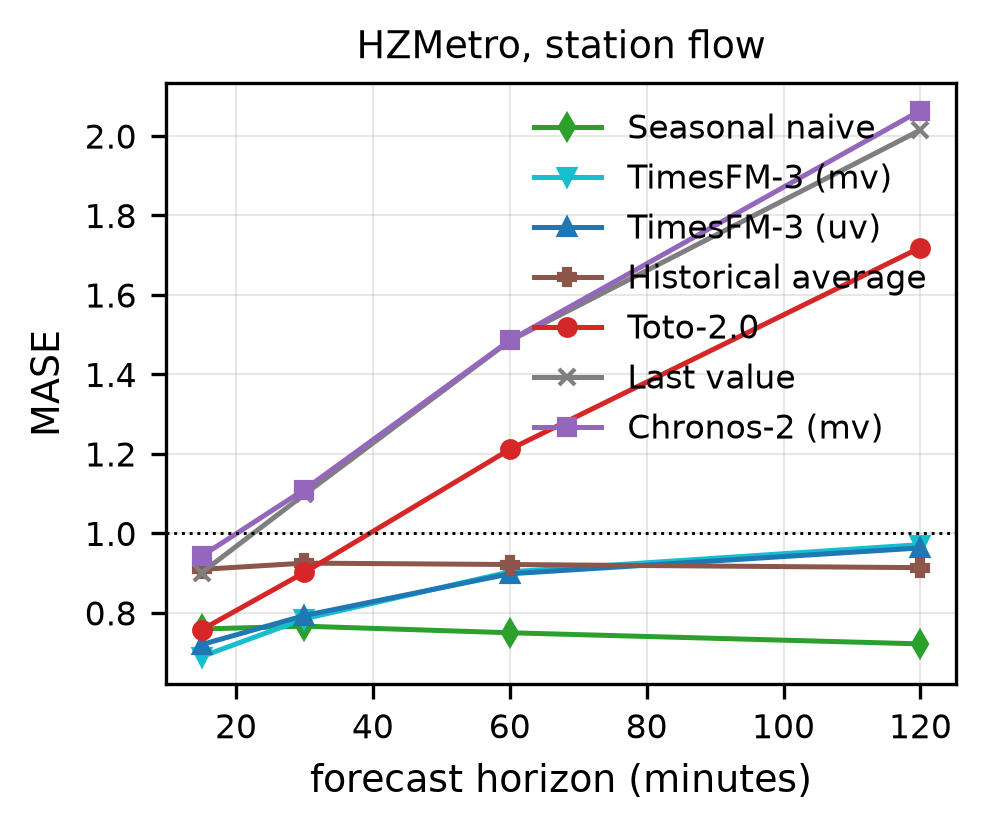 HZMetro, station flow
MASE
2.0
1.8
1.6
1.4
1.2
1.0
0.8
Seasonal naive
TimesFM-3 (mv)
TimesFM-3 (uv)
Historical average
Toto-2.0
Last value
Chronos-2 (mv)
20 40 60 80 100 120
forecast horizon (minutes)